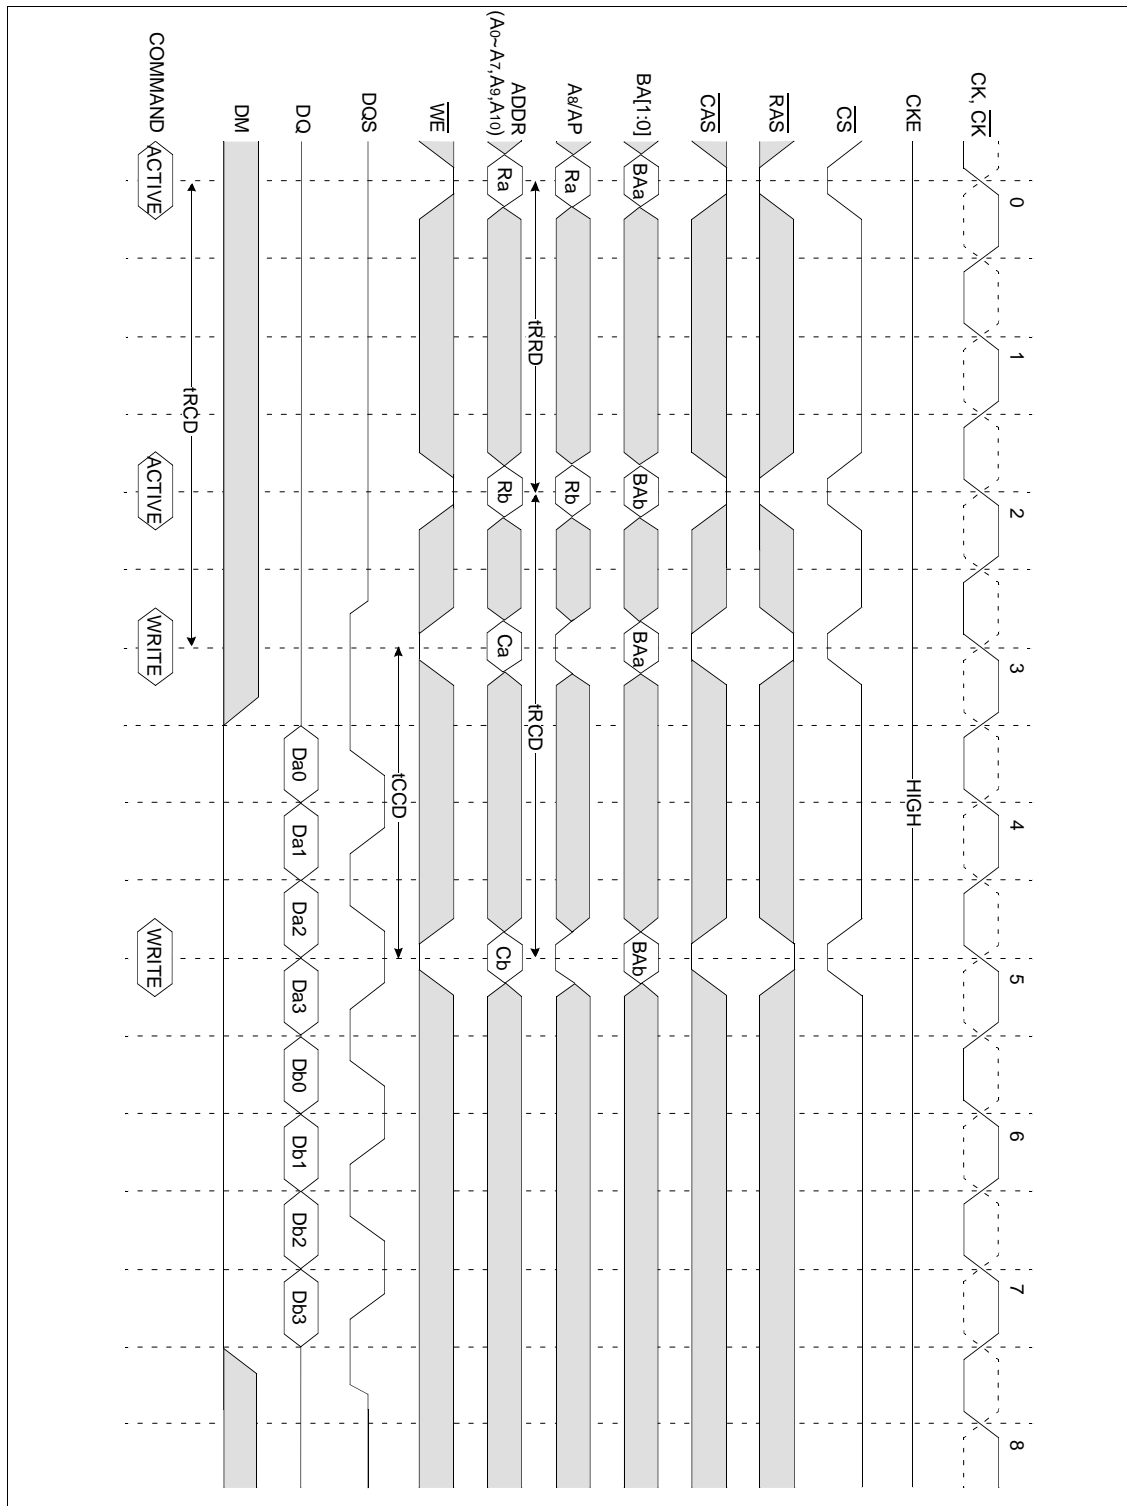 0 1 2 3 4 5 6 7 8
CK, CK
CKE HIGH
CS
RAS
CAS
BA[1:0] BAa BAb BAa BAb
A8/AP Ra Rb
tRRD tRCD
ADDR
(A0~A7,A9,A10) Ra Rb Ca Cb
WE
tCCD
DQS
DQ Da0 Da1 Da2 Da3 Db0 Db1 Db2 Db3
DM
tRCD
COMMAND ACTIVE ACTIVE WRITE WRITE